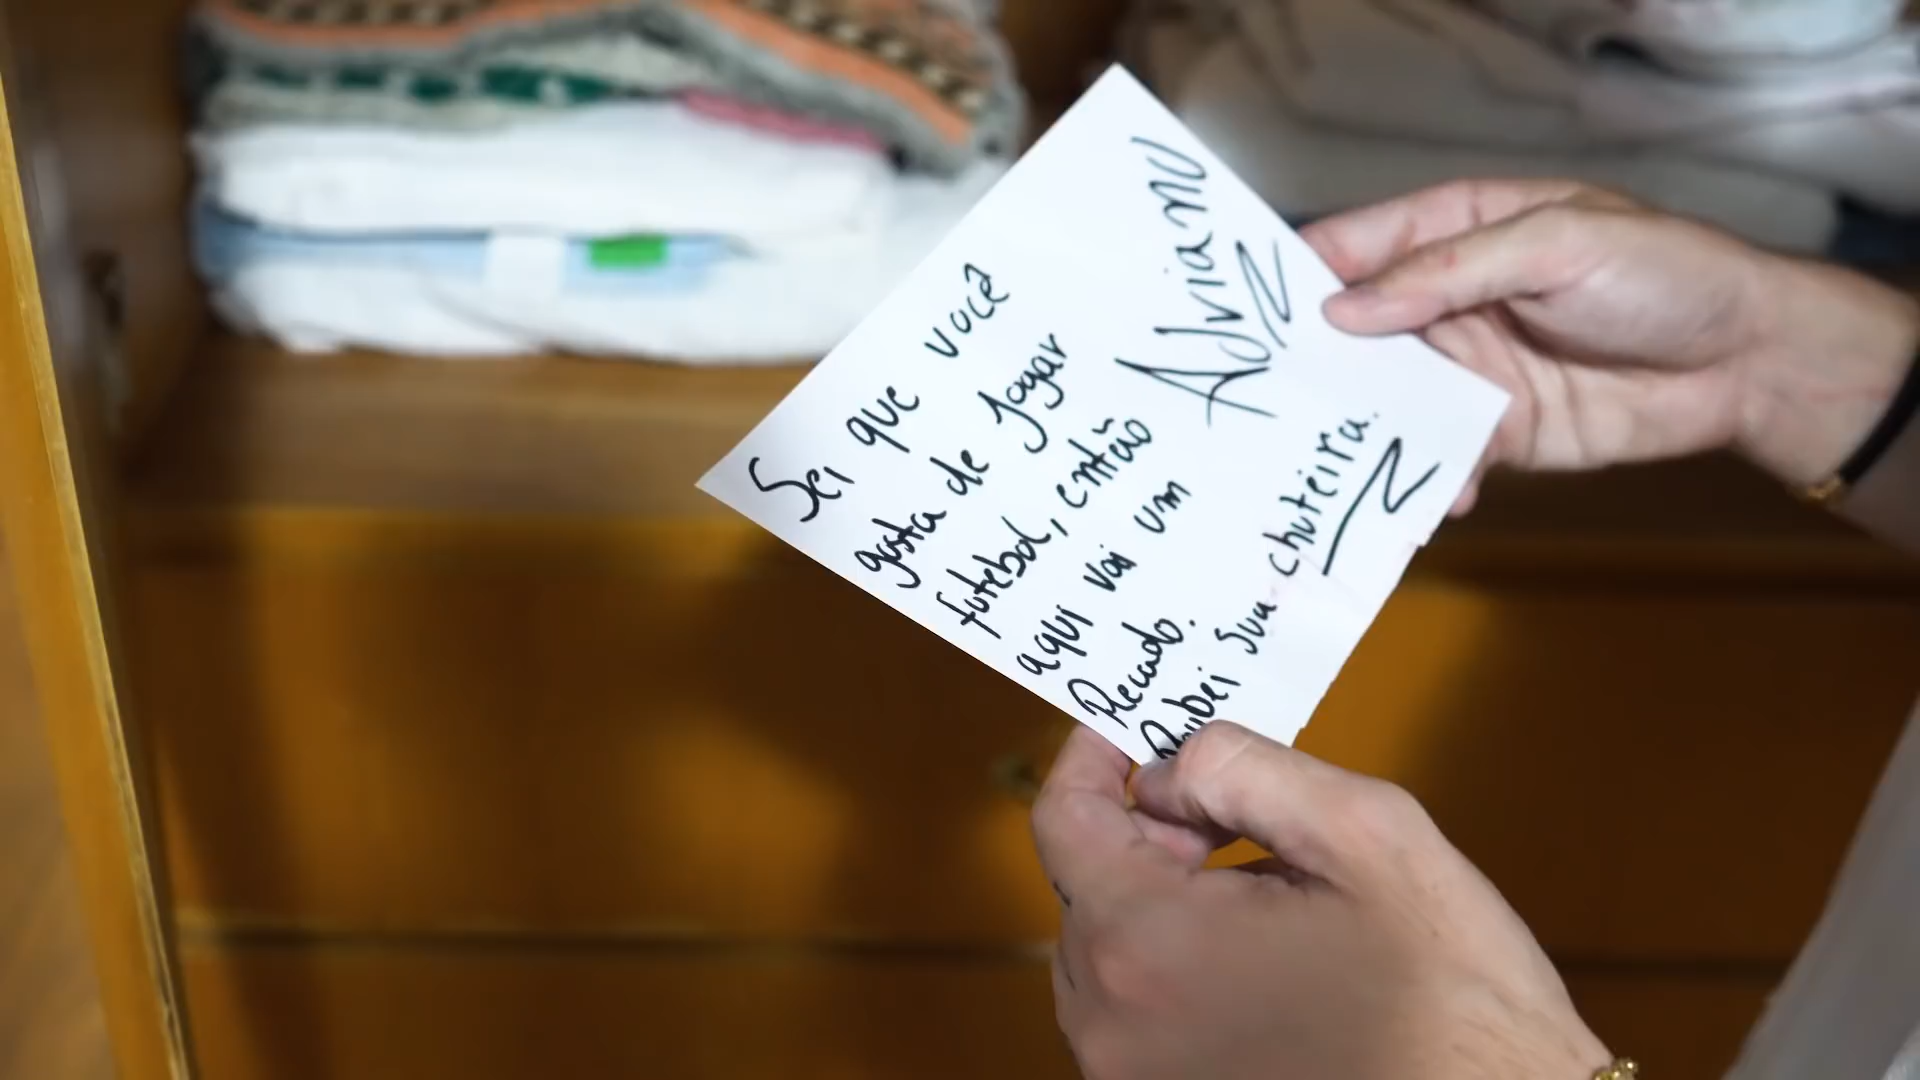 Sei que você
gosta de Jogar
futebol, então
aqui vai um
Recado.
Roubei sua chuteira.
Adriano